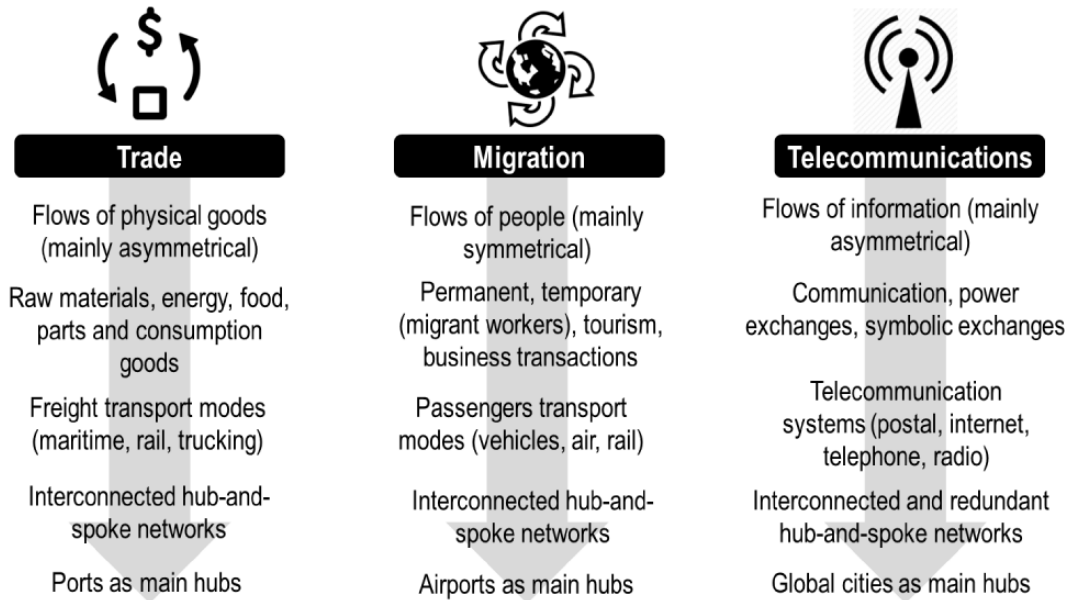 $
Trade
Flows of physical goods
(mainly asymmetrical)
Raw materials, energy, food,
parts and consumption
goods
Freight transport modes
(maritime, rail, trucking)
Interconnected hub-and-
spoke networks
Ports as main hubs
Migration
Flows of people (mainly
symmetrical)
Permanent, temporary
(migrant workers), tourism,
business transactions
Passengers transport
modes (vehicles, air, rail)
Interconnected hub-and-
spoke networks
Airports as main hubs
Telecommunications
Flows of information (mainly
asymmetrical)
Communication, power
exchanges, symbolic exchanges
Telecommunication
systems (postal, internet,
telephone, radio)
Interconnected and redundant
hub-and-spoke networks
Global cities as main hubs